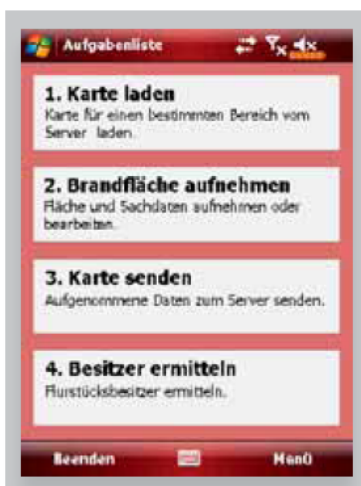 Aufgabenliste
1. Karte laden
Karte für einen bestimmten Bereich vom
Server laden.
2. Brandfläche aufnehmen
Fläche und Sachdaten aufnehmen oder
bearbeiten.
3. Karte senden
Aufgenommene Daten zum Server senden.
4. Besitzer ermitteln
Flurstücksbesitzer ermitteln.
Beenden
Menü